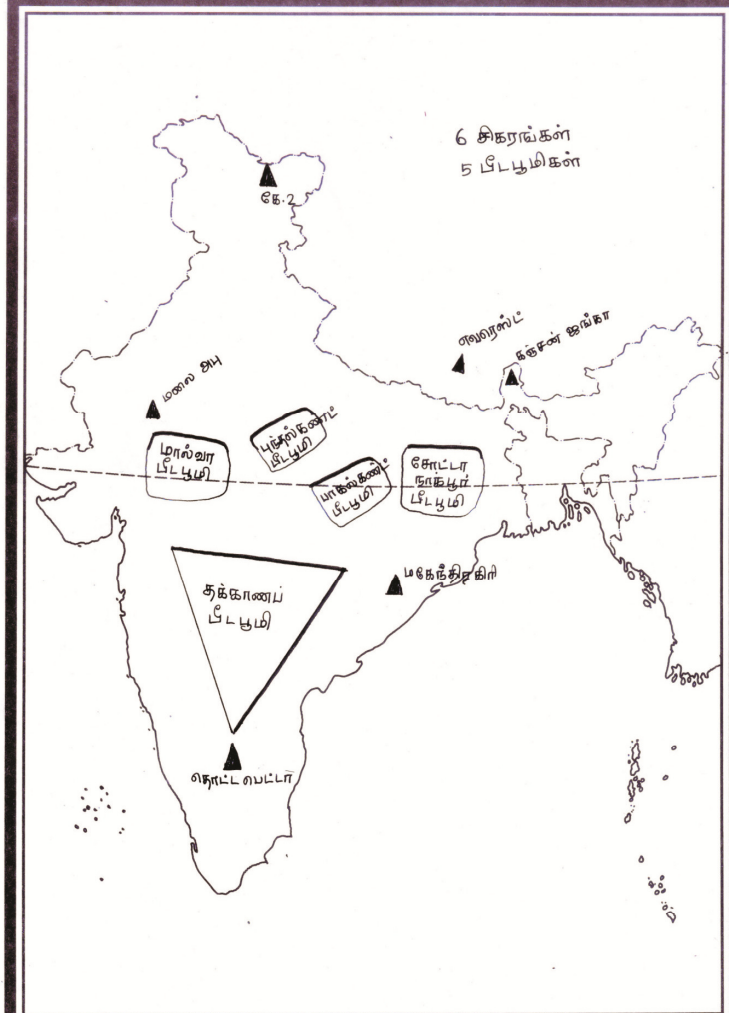 6 சிகரங்கள்
5 பீடபூமிகள்
கே.2
எவரெஸ்ட்
கஞ்சன் ஜங்கா
மலை அபு
புந்தல்கண்ட்
பீடபூமி
மால்வா
பீடபூமி
பாகல்கண்ட்
பீடபூமி
சோட்டா
நாகபூர்
பீடபூமி
மகேந்திரகிரி
தக்காணப்
பீடபூமி
தொட்டபெட்டா